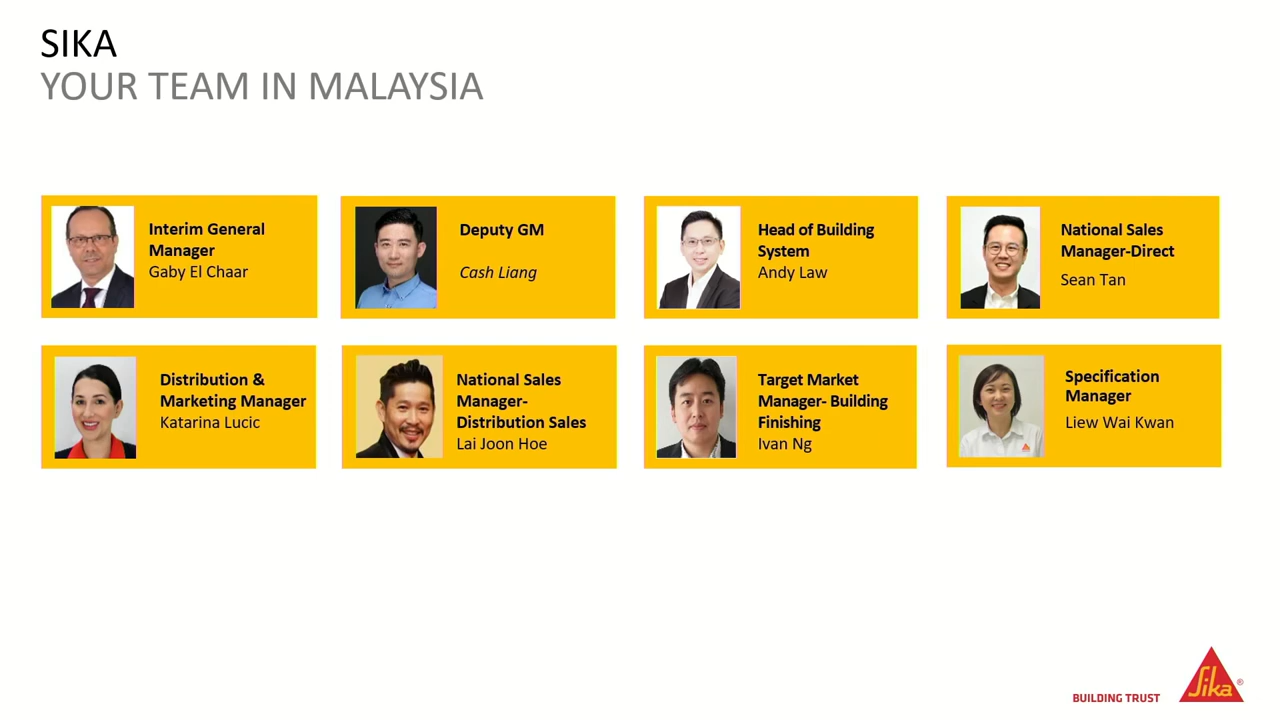 SIKA
YOUR TEAM IN MALAYSIA
Interim General
Manager
Gaby El Chaar
Deputy GM
Cash Liang
Head of Building
System
Andy Law
National Sales
Manager-Direct
Sean Tan
Distribution &
Marketing Manager
Katarina Lucic
National Sales
Manager-
Distribution Sales
Lai Joon Hoe
Target Market
Manager- Building
Finishing
Ivan Ng
Specification
Manager
Liew Wai Kwan
BUILDING TRUST
Sika®